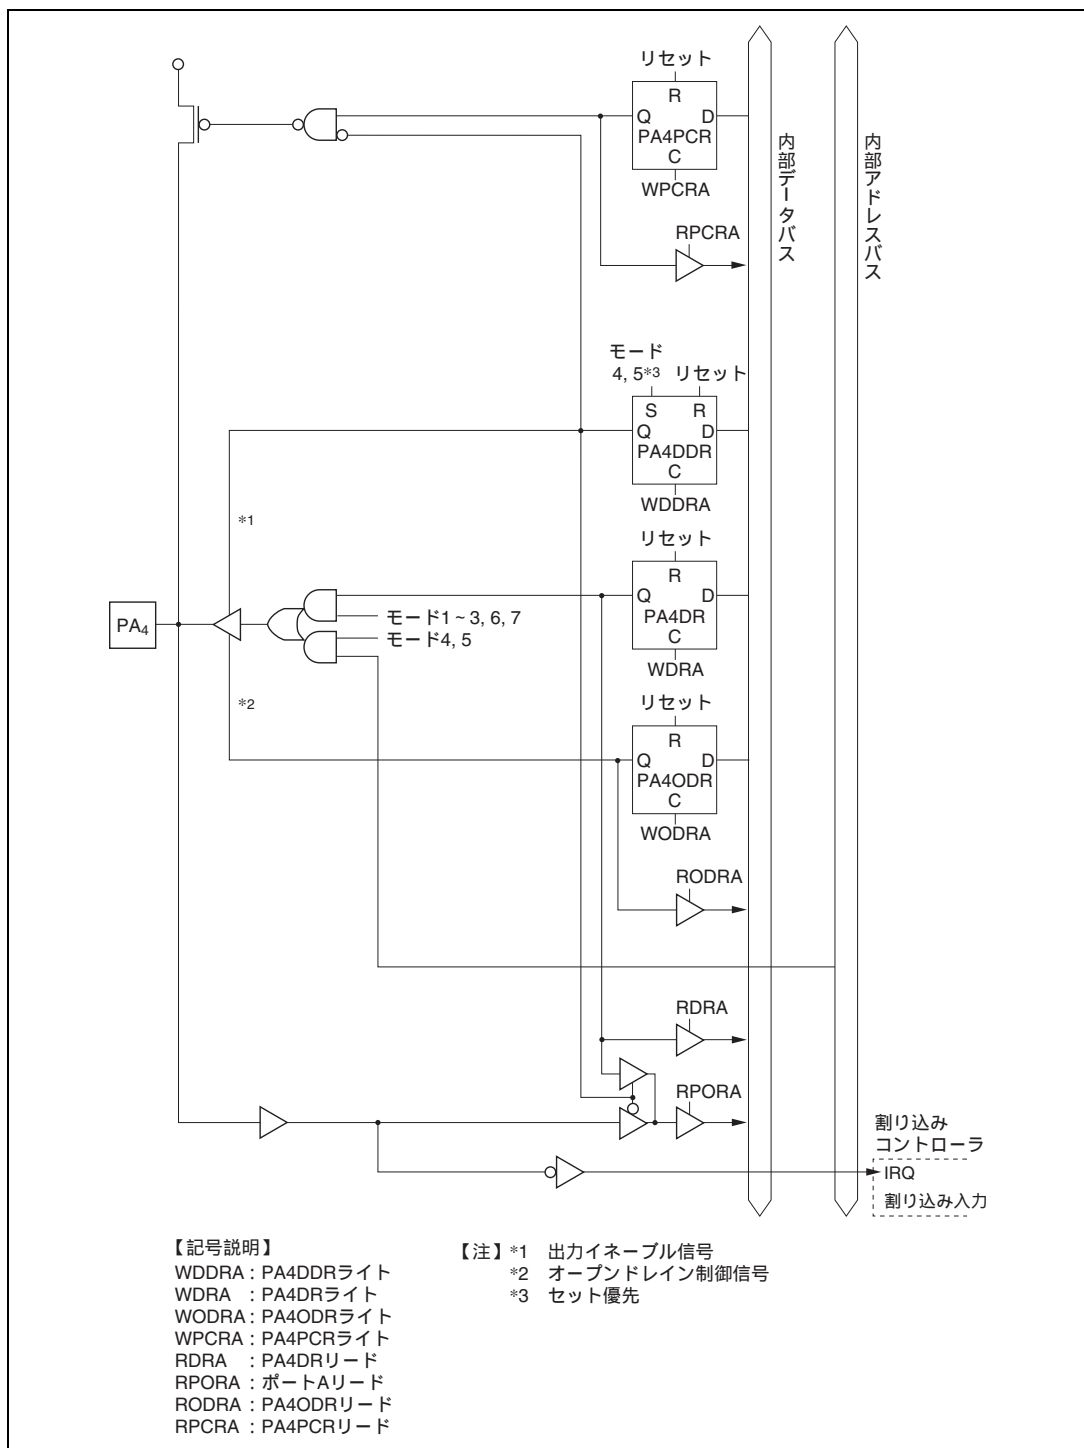 リセット
R
Q D
PA4PCR
C
WPCRA
RPCRA
内部データバス
内部アドレスバス
モード
4, 5*3 リセット
S R
Q D
PA4DDR
C
WDDRA
*1
リセット
R
Q D
PA4DR
C
WDRA
PA4
モード1~3, 6, 7
モード4, 5
*2
リセット
R
Q D
PA4ODR
C
WODRA
RODRA
RDRA
RPORA
割り込み
コントローラ
IRQ
割り込み入力
【記号説明】
WDDRA : PA4DDRライト
WDRA : PA4DRライト
WODRA : PA4ODRライト
WPCRA : PA4PCRライト
RDRA : PA4DRリード
RPORA : ポートAリード
RODRA : PA4ODRリード
RPCRA : PA4PCRリード
【注】*1 出力イネーブル信号
*2 オープンドレイン制御信号
*3 セット優先